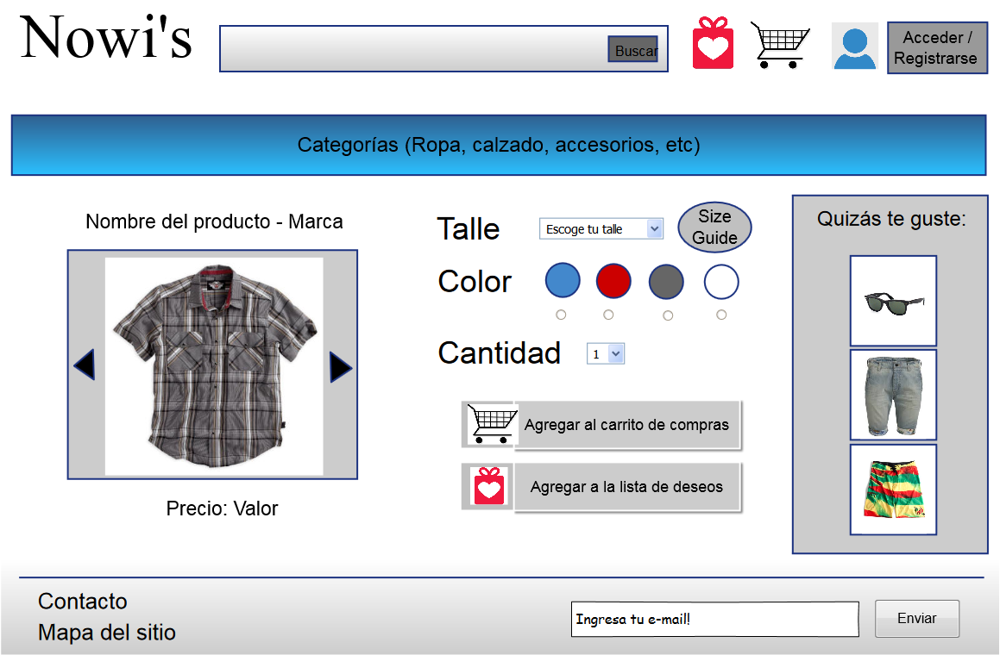 Nowi's
Buscar
Acceder /
Registrarse
Categorías (Ropa, calzado, accesorios, etc)
Nombre del producto - Marca
Precio: Valor
Talle
Escoge tu talle
Size
Guide
Color
Cantidad
1
Agregar al carrito de compras
Agregar a la lista de deseos
Quizás te guste:
Contacto
Mapa del sitio
Ingresa tu e-mail!
Enviar